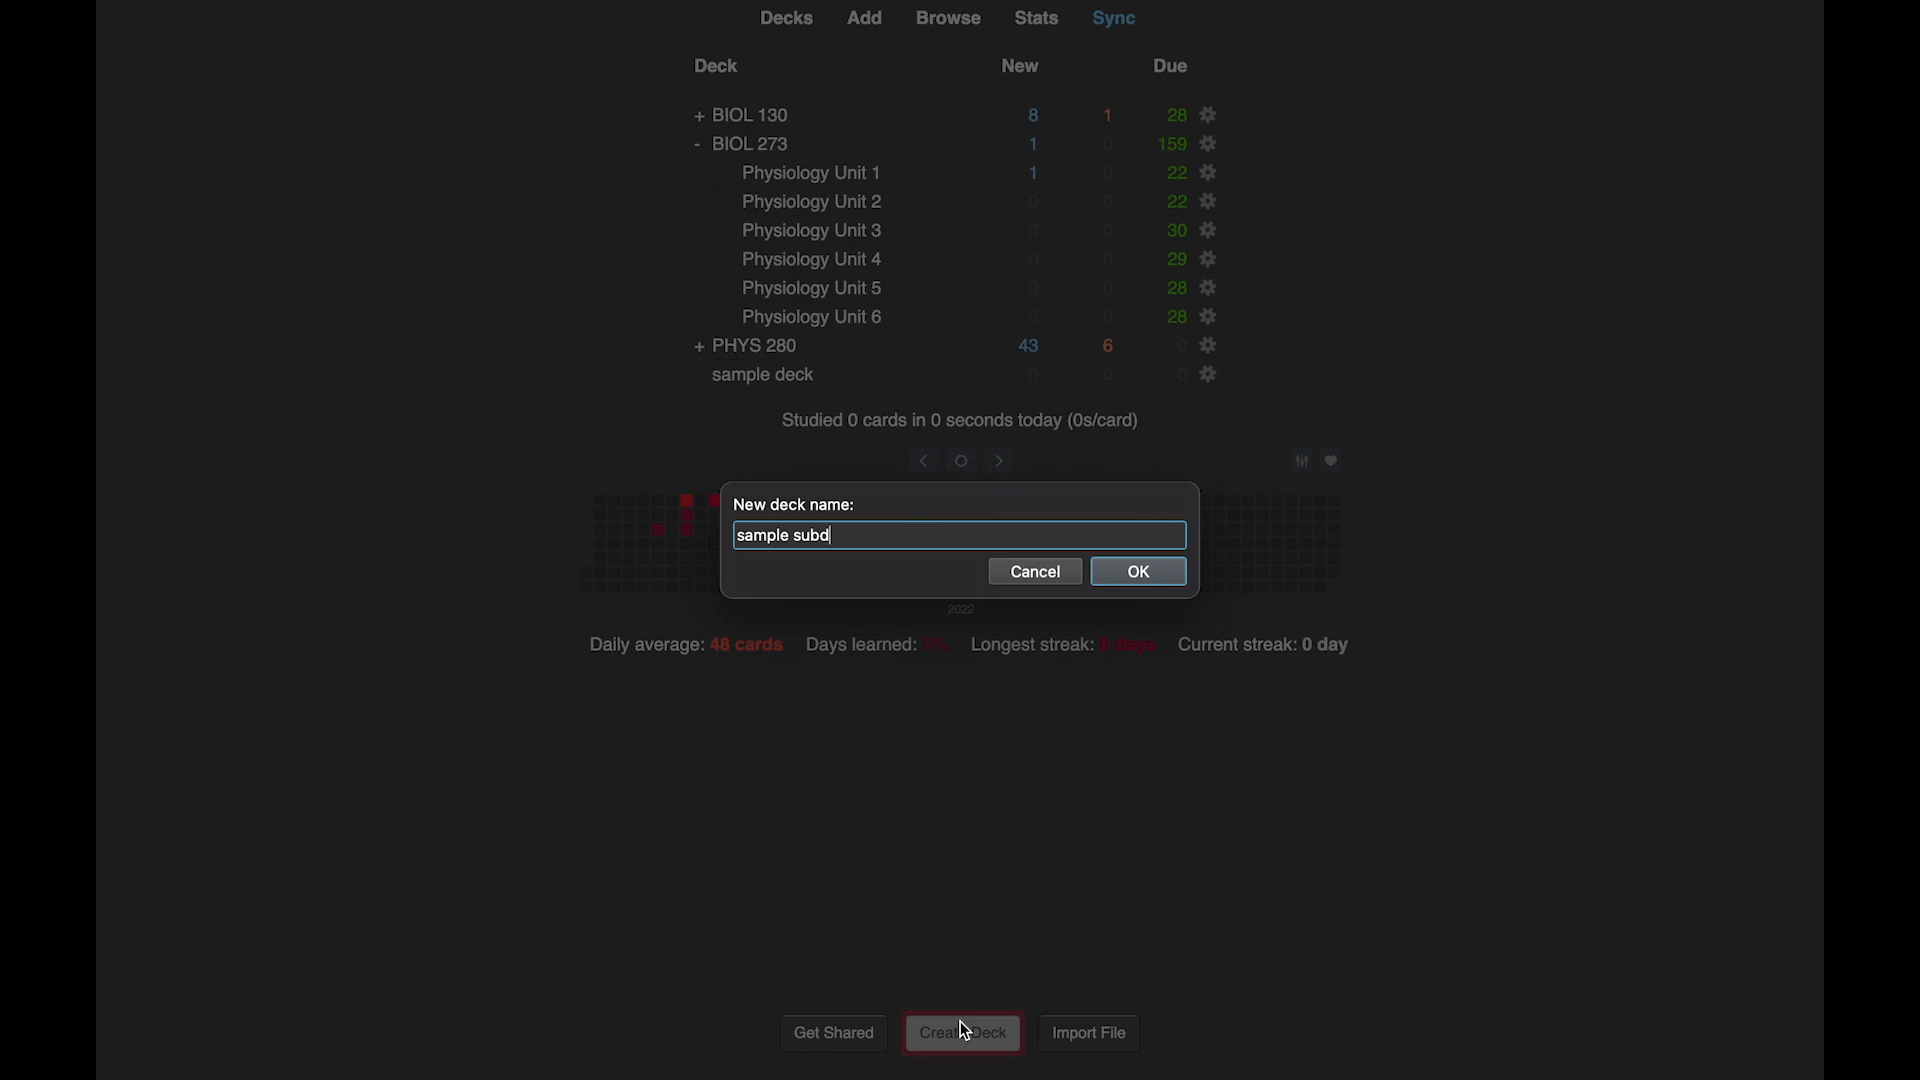 Decks Add Browse Stats Sync
Deck New Due
+ BIOL 130 8 1 28
- BIOL 273 1 0 159
Physiology Unit 1 1 0 22
Physiology Unit 2 0 0 22
Physiology Unit 3 0 0 30
Physiology Unit 4 0 0 29
Physiology Unit 5 0 0 28
Physiology Unit 6 0 0 28
+ PHYS 280 43 6 0
sample deck 0 0 0
Studied 0 cards in 0 seconds today (0s/card)
New deck name:
sample subd
Cancel OK
2022
Daily average: 48 cards Days learned: Longest streak: days Current streak: 0 day
Get Shared Create Deck Import File